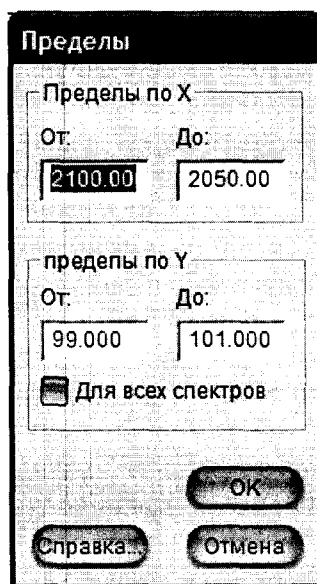 Пределы
Пределы по X
От: До:
2100.00 2050.00
пределы по Y
От: До:
99.000 101.000
Для всех спектров
OK
Справка... Отмена